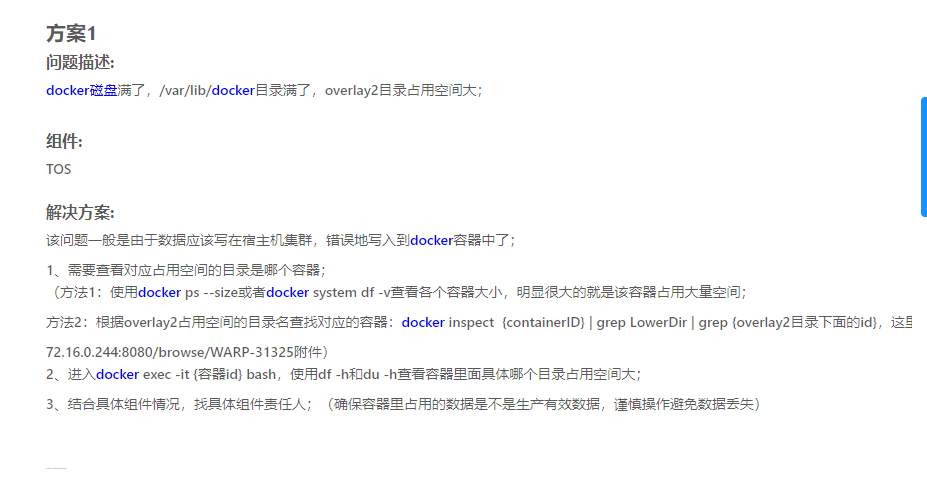 方案1
问题描述:
docker磁盘满了，/var/lib/docker目录满了，overlay2目录占用空间大；
组件:
TOS
解决方案:
该问题一般是由于数据应该写在宿主机集群，错误地写入到docker容器中了；
1、需要查看对应占用空间的目录是哪个容器；
（方法1：使用docker ps --size或者docker system df -v查看各个容器大小，明显很大的就是该容器占用大量空间；
方法2：根据overlay2占用空间的目录名查找对应的容器：docker inspect {containerID} | grep LowerDir | grep {overlay2目录下面的id}，这里
72.16.0.244:8080/browse/WARP-31325附件）
2、进入docker exec -it {容器id} bash，使用df -h和du -h查看容器里面具体哪个目录占用空间大；
3、结合具体组件情况，找具体组件责任人；（确保容器里占用的数据是不是生产有效数据，谨慎操作避免数据丢失）